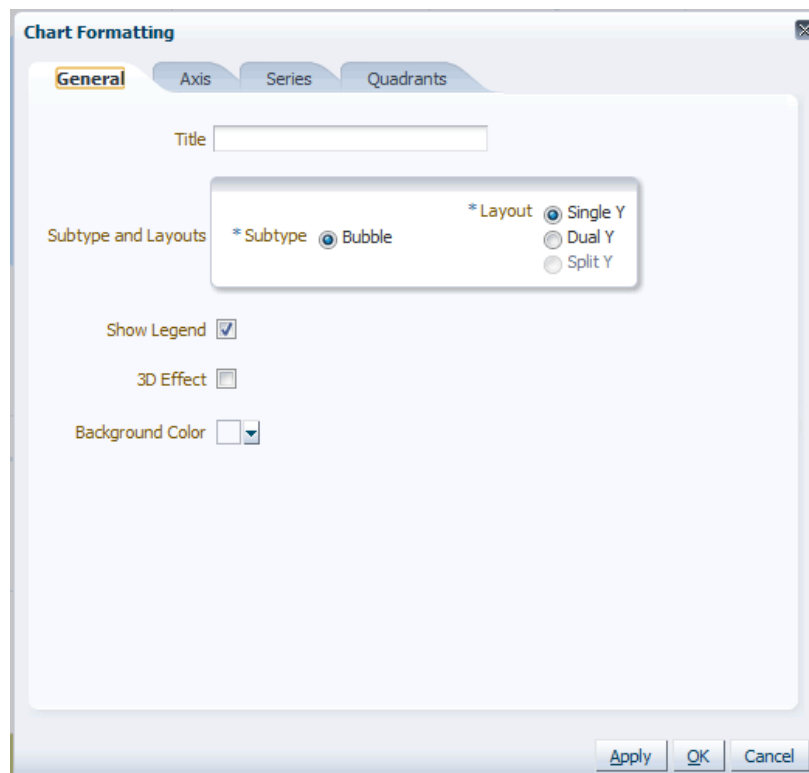 Chart Formatting
General Axis Series Quadrants
Title
Subtype and Layouts * Subtype Bubble * Layout Single Y
Dual Y
Split Y
Show Legend
3D Effect
Background Color
Apply OK Cancel